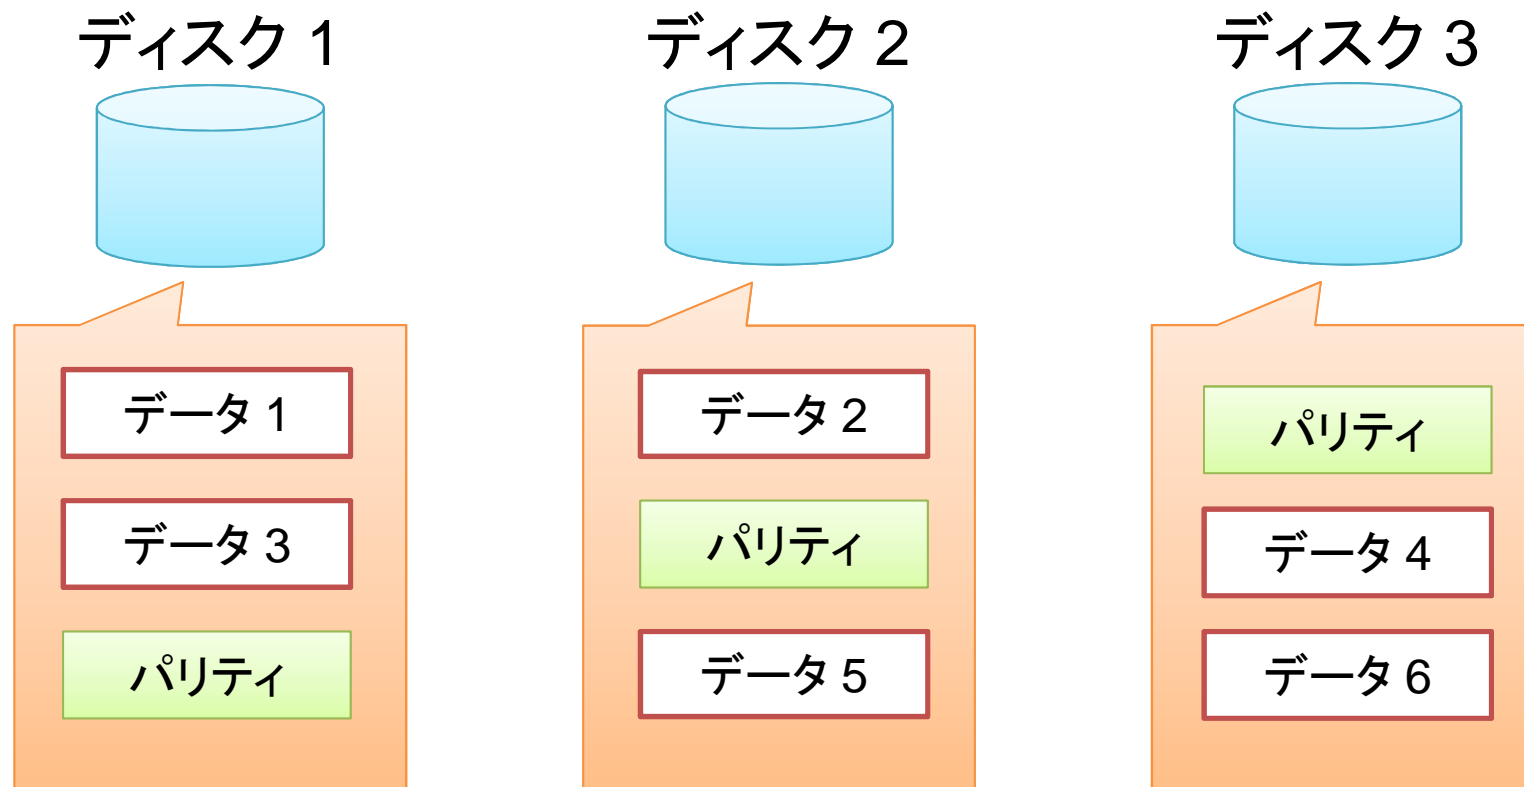 ディスク 1
ディスク 2
ディスク 3
データ 1
データ 3
パリティ
データ 2
パリティ
データ 5
パリティ
データ 4
データ 6